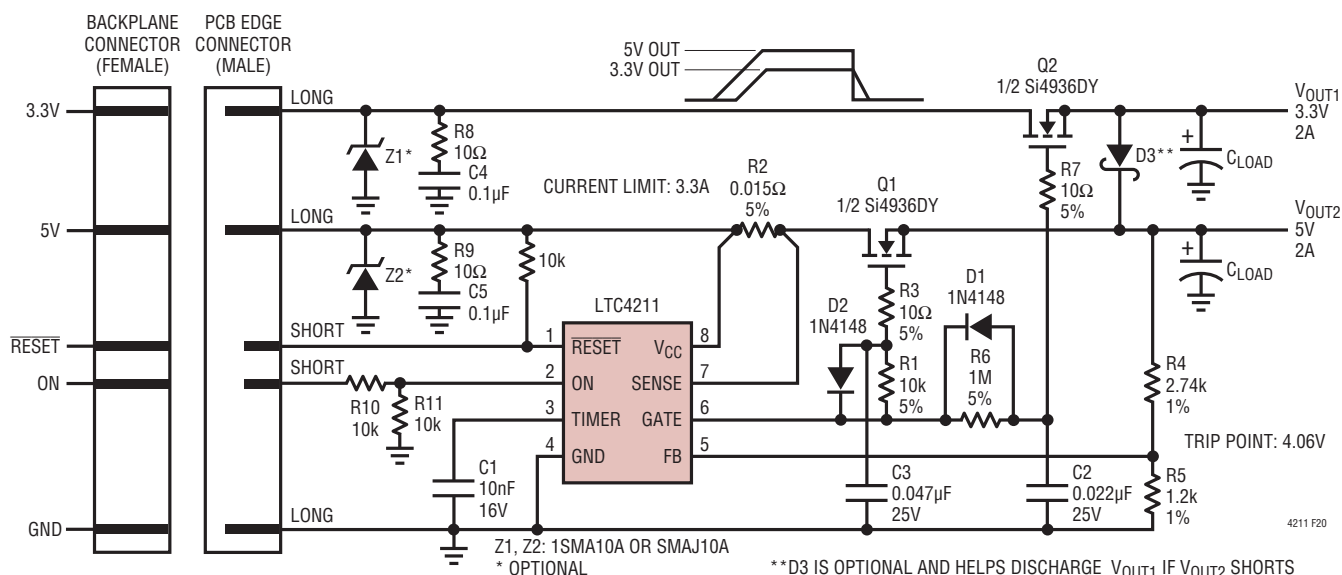 BACKPLANE
CONNECTOR
(FEMALE)
PCB EDGE
CONNECTOR
(MALE)
5V OUT
3.3V OUT
Q2
1/2 Si4936DY
3.3V
LONG
VOUT1
3.3V
2A
Z1*
R8
10Ω
C4
0.1µF
CURRENT LIMIT: 3.3A
R2
0.015Ω
5%
Q1
1/2 Si4936DY
R7
10Ω
5%
D3**
+
CLOAD
5V
LONG
VOUT2
5V
2A
Z2*
R9
10Ω
C5
0.1µF
10k
LTC4211
D2
1N4148
R3
10Ω
5%
D1
1N4148
+
CLOAD
RESET
SHORT
1
RESET
VCC
8
ON
SHORT
2
ON
SENSE
7
R1
10k
5%
R6
1M
5%
R4
2.74k
1%
R10
10k
R11
10k
3
TIMER
GATE
6
4
GND
FB
5
TRIP POINT: 4.06V
C1
10nF
16V
C3
0.047µF
25V
C2
0.022µF
25V
R5
1.2k
1%
GND
LONG
4211 F20
Z1, Z2: 1SMA10A OR SMAJ10A
* OPTIONAL
**D3 IS OPTIONAL AND HELPS DISCHARGE VOUT1 IF VOUT2 SHORTS